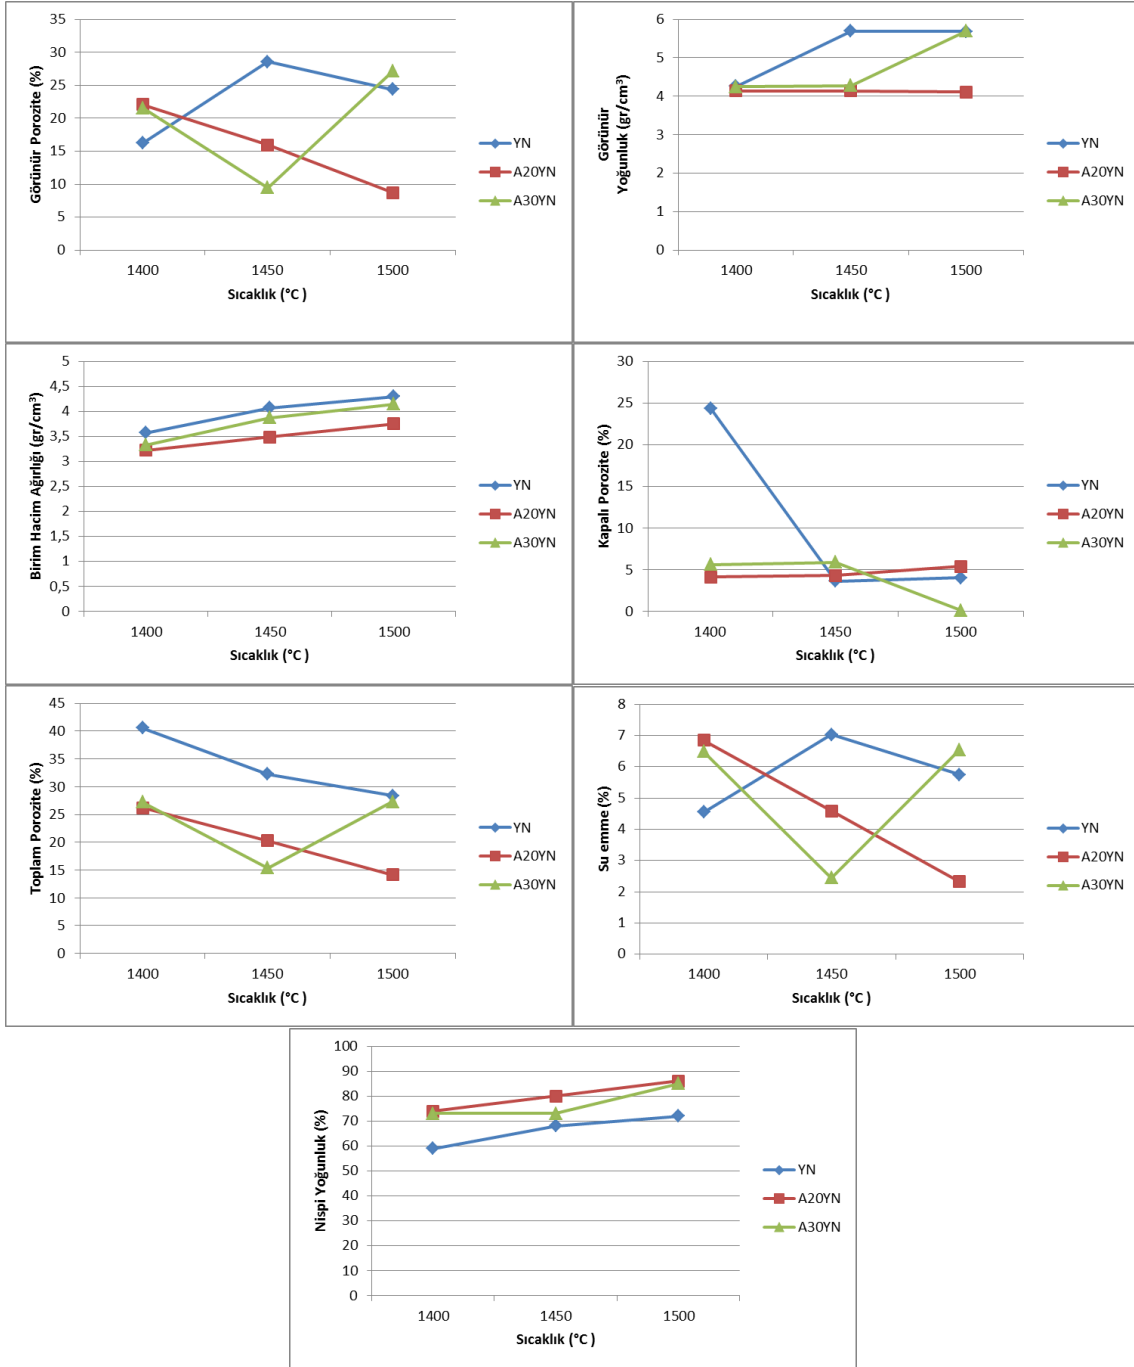 Görünür Porozite (%)
35
30
25
20
15
10
5
0
1400 1450 1500
Sıcaklık (°C )
YN
A20YN
A30YN
Görünür
Yoğunluk (gr/cm³)
6
5
4
3
2
1
0
1400 1450 1500
Sıcaklık (°C )
YN
A20YN
A30YN
Birim Hacim Ağırlığı (gr/cm³)
5
4,5
4
3,5
3
2,5
2
1,5
1
0,5
0
1400 1450 1500
Sıcaklık (°C )
YN
A20YN
A30YN
Kapalı Porozite (%)
30
25
20
15
10
5
0
1400 1450 1500
Sıcaklık (°C )
YN
A20YN
A30YN
Toplam Porozite (%)
45
40
35
30
25
20
15
10
5
0
1400 1450 1500
Sıcaklık (°C )
YN
A20YN
A30YN
Su emme (%)
8
7
6
5
4
3
2
1
0
1400 1450 1500
Sıcaklık (°C )
YN
A20YN
A30YN
Nispi Yoğunluk (%)
100
90
80
70
60
50
40
30
20
10
0
1400 1450 1500
Sıcaklık (°C )
YN
A20YN
A30YN